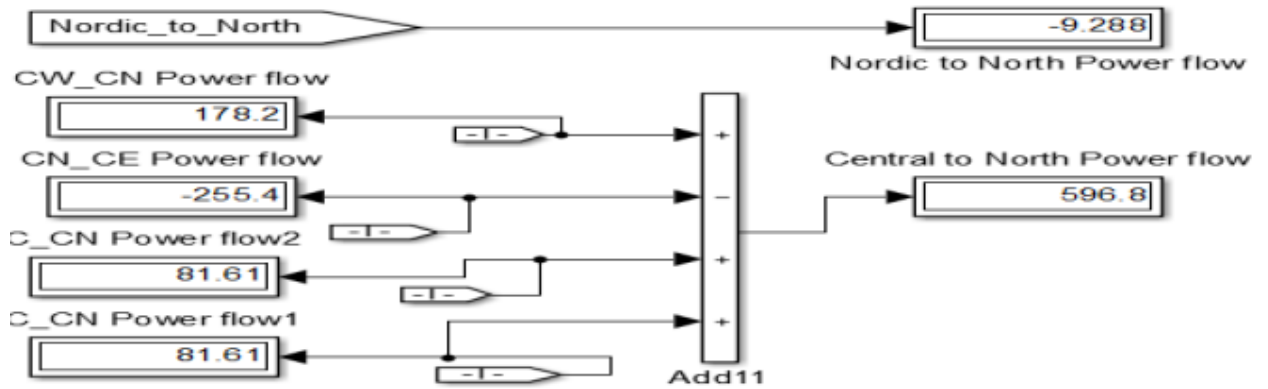 Nordic_to_North
-9.288
Nordic to North Power flow
CW_CN Power flow
178.2
- | -
+
CN_CE Power flow
-255.4
- | -
−
Central to North Power flow
596.8
C_CN Power flow2
81.61
- | -
+
C_CN Power flow1
81.61
- | -
+
Add11